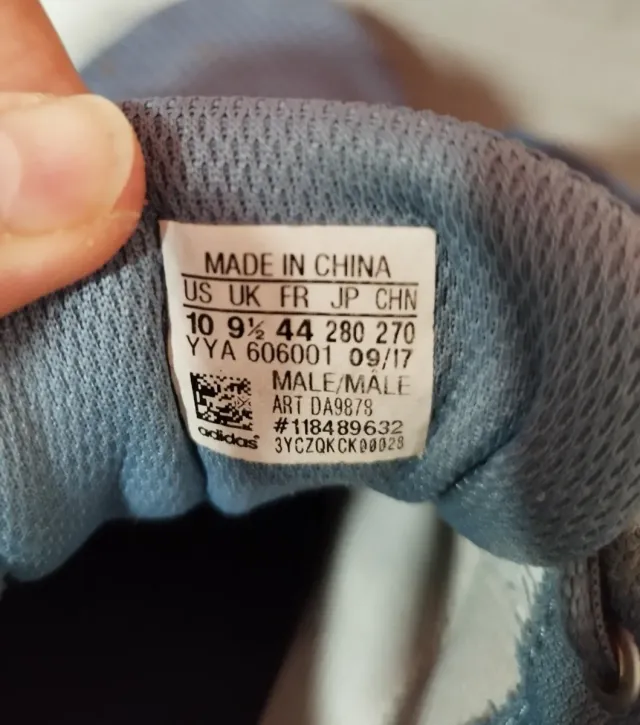 MADE IN CHINA
US UK FR JP CHN
10 9½ 44 280 270
YYA 606001 09/17
MALE/MÂLE
ART DA9878
#118489632
adidas
3YCZQKCK00028